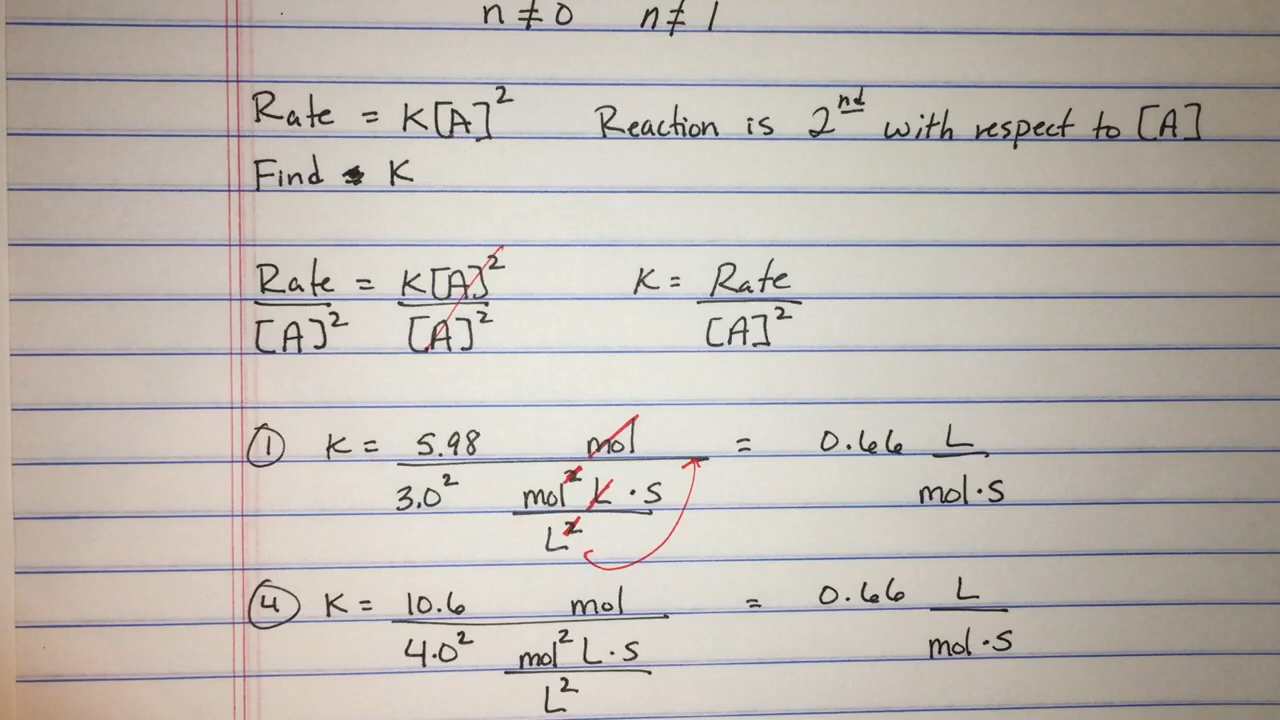 n ≠ 0 n ≠ 1
Rate = K[A]² Reaction is 2nd with respect to [A]
Find K
Rate/[A]² = K[A]²/[A]² K = Rate/[A]²
① K = 5.98 mol / 3.0² mol² L·S/L² = 0.66 L/mol·S
④ K = 10.6 mol / 4.0² mol² L·S/L² = 0.66 L/mol·S